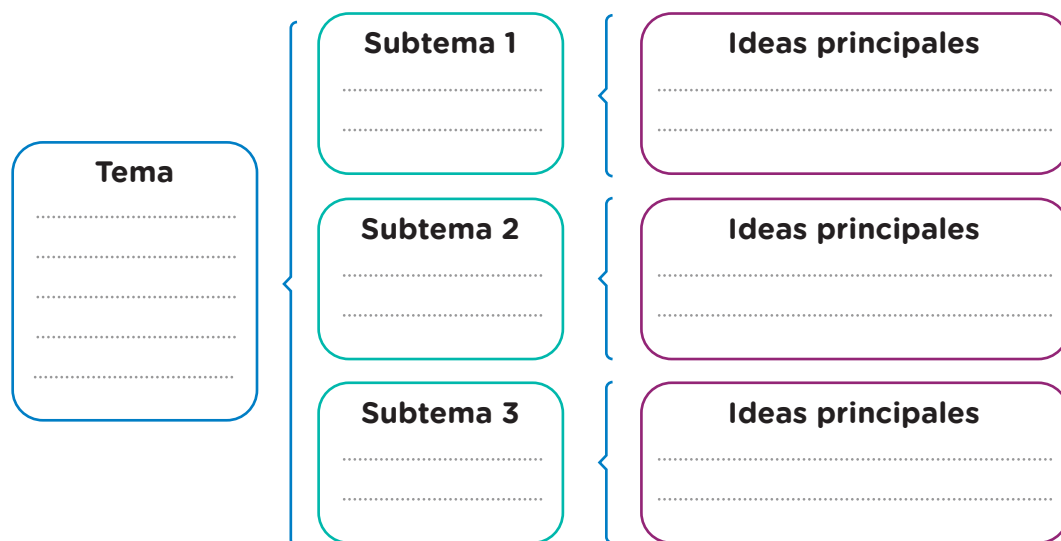 Tema
Subtema 1
Ideas principales
Subtema 2
Ideas principales
Subtema 3
Ideas principales